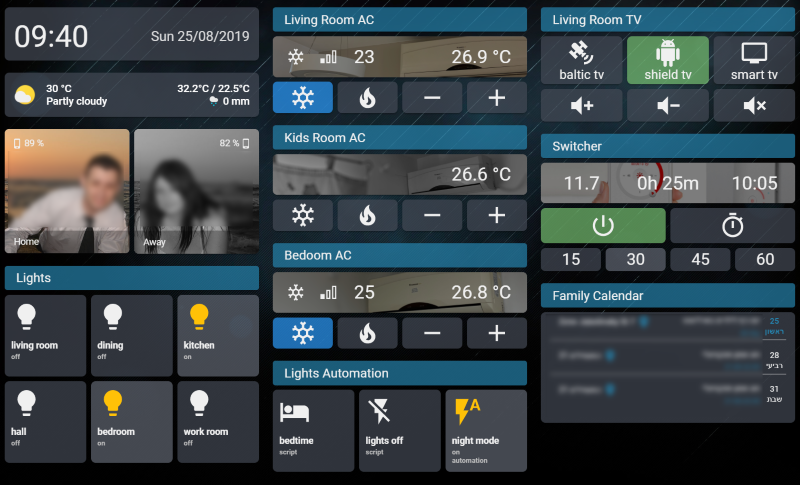 09:40
Sun 25/08/2019
30 °C
Partly cloudy
32.2°C / 22.5°C
0 mm
89 %
82 %
Home
Away
Lights
living room
off
dining
off
kitchen
on
hall
off
bedroom
on
work room
off
Living Room AC
23
26.9 °C
Kids Room AC
26.6 °C
Bedoom AC
25
26.8 °C
Lights Automation
bedtime
script
lights off
script
A
night mode
on
automation
Living Room TV
baltic tv
shield tv
smart tv
Switcher
11.7
0h 25m
10:05
15
30
45
60
Family Calendar
25
ראשון
28
רביעי
31
שבת